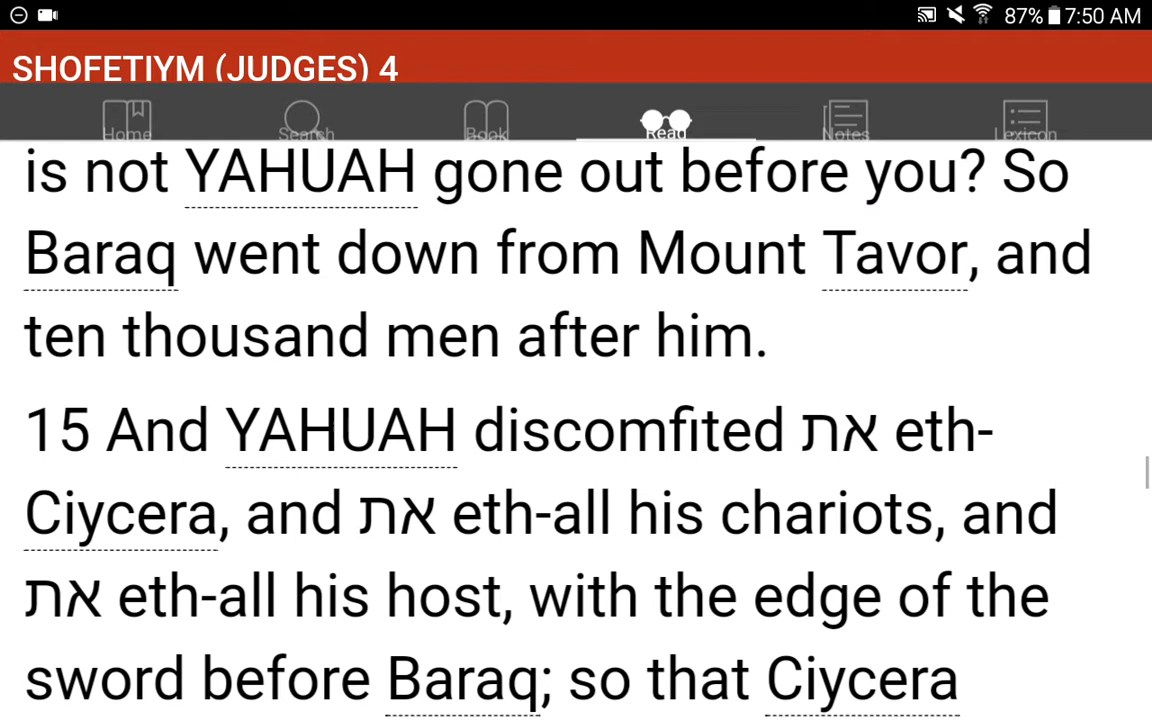 87% 7:50 AM
SHOFETIYM (JUDGES) 4
Home Search Book Read Notes Lexicon
is not YAHUAH gone out before you? So
Baraq went down from Mount Tavor, and
ten thousand men after him.
15 And YAHUAH discomfited את eth-
Ciycera, and את eth-all his chariots, and
את eth-all his host, with the edge of the
sword before Baraq; so that Ciycera